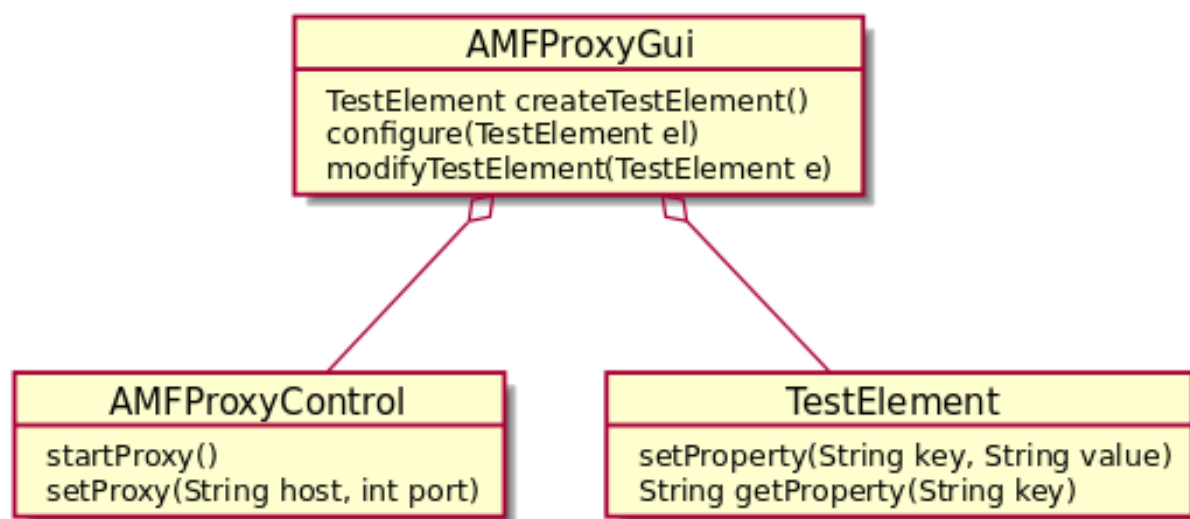 AMFProxyGui
TestElement createTestElement()
configure(TestElement el)
modifyTestElement(TestElement e)
AMFProxyControl
startProxy()
setProxy(String host, int port)
TestElement
setProperty(String key, String value)
String getProperty(String key)